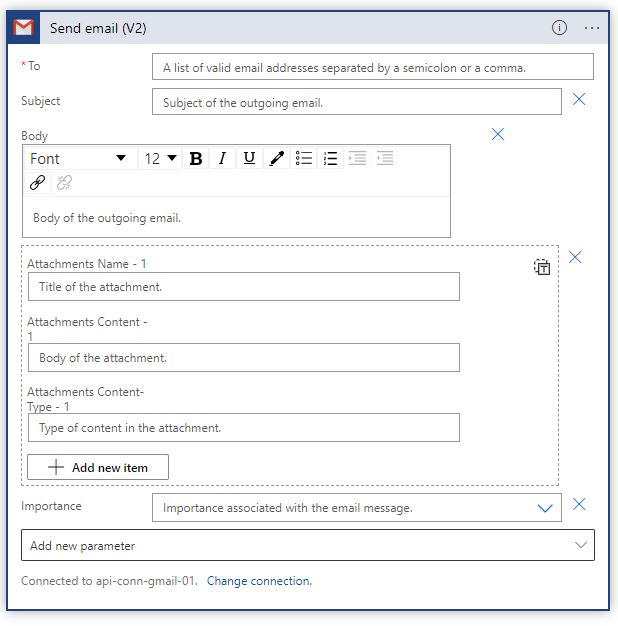 Send email (V2)
* To
A list of valid email addresses separated by a semicolon or a comma.
Subject
Subject of the outgoing email.
Body
Font 12 B I U
Body of the outgoing email.
Attachments Name - 1
Title of the attachment.
Attachments Content -
1
Body of the attachment.
Attachments Content-
Type - 1
Type of content in the attachment.
Add new item
Importance
Importance associated with the email message.
Add new parameter
Connected to api-conn-gmail-01. Change connection.